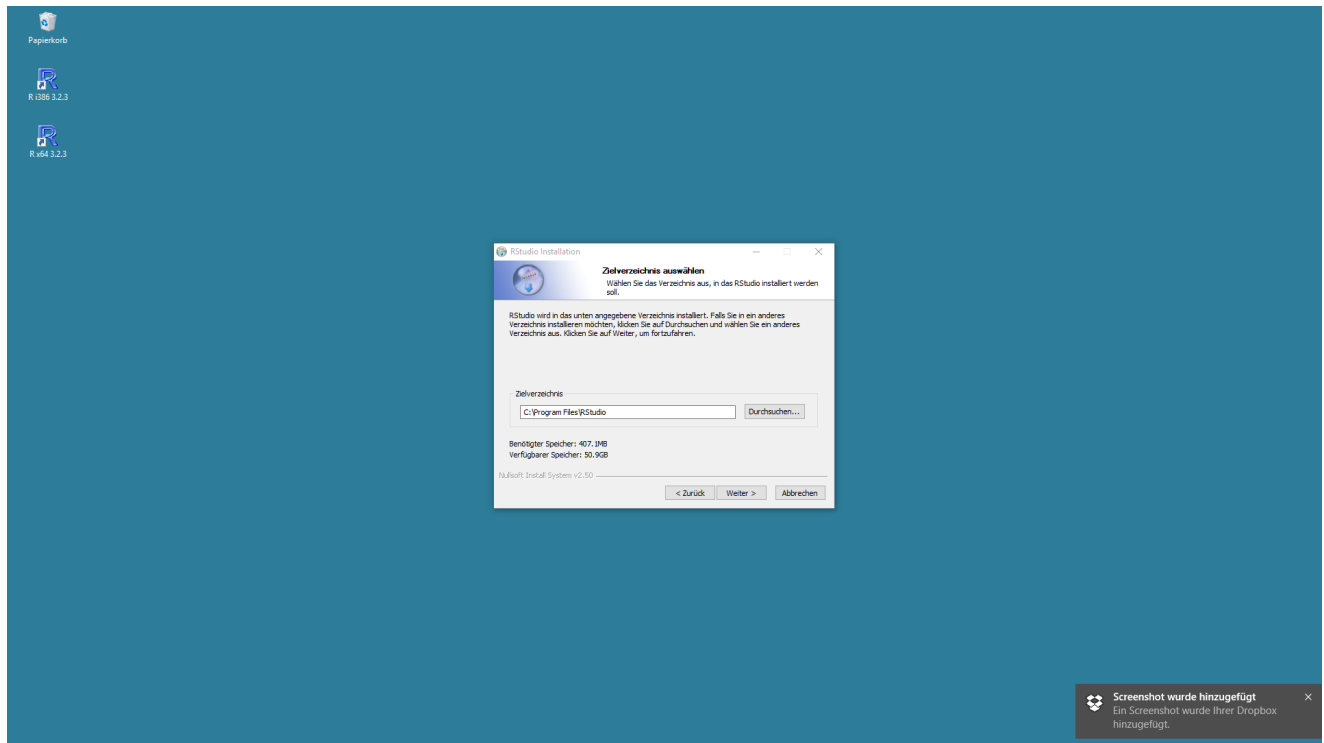 Papierkorb
R i386 3.2.3
R x64 3.2.3
RStudio Installation
Zielverzeichnis auswählen
Wählen Sie das Verzeichnis aus, in das RStudio installiert werden
soll.
RStudio wird in das unten angegebene Verzeichnis installiert. Falls Sie in ein anderes
Verzeichnis installieren möchten, klicken Sie auf Durchsuchen und wählen Sie ein anderes
Verzeichnis aus. Klicken Sie auf Weiter, um fortzufahren.
Zielverzeichnis
C:\Program Files\RStudio
Durchsuchen...
Benötigter Speicher: 407.1MB
Verfügbarer Speicher: 50.9GB
Nullsoft Install System v2.50
< Zurück
Weiter >
Abbrechen
Screenshot wurde hinzugefügt
Ein Screenshot wurde Ihrer Dropbox
hinzugefügt.